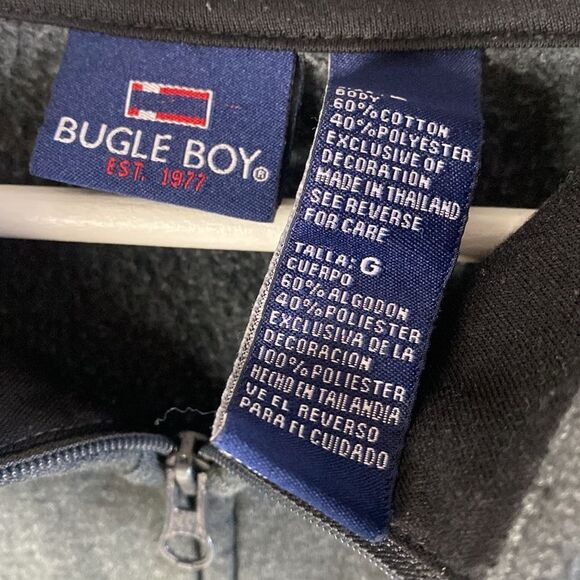 BUGLE BOY®
EST. 1977
BODY
60% COTTON
40% POLYESTER
EXCLUSIVE OF
DECORATION
MADE IN THAILAND
SEE REVERSE
FOR CARE
TALLA: G
CUERPO
60% ALGODON
40% POLIESTER
EXCLUSIVA DE LA
DECORACION
100% POLIESTER
HECHO EN TAILANDIA
VE EL REVERSO
PARA EL CUIDADO